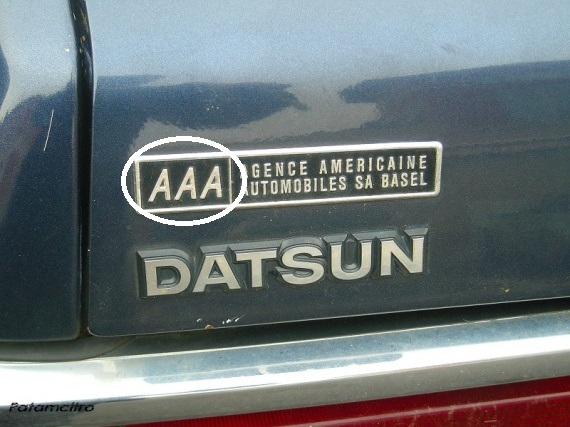 AAA
GENCE AMERICAINE
UTOMOBILES SA BASEL
DATSUN
Patamcitro